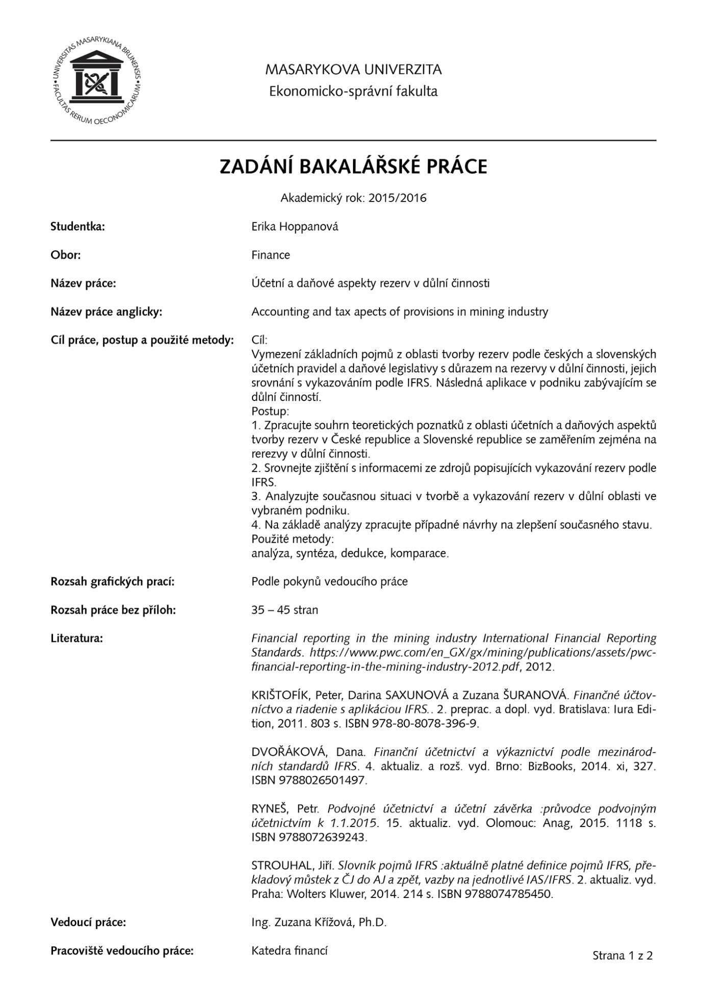 UNIVERSITAS MASARYKIANA BRUNENSIS
FACULTAS RERUM OECONOMICARUM
MASARYKOVA UNIVERZITA
Ekonomicko-správní fakulta
ZADÁNÍ BAKALÁŘSKÉ PRÁCE
Akademický rok: 2015/2016
Studentka: Erika Hoppanová
Obor: Finance
Název práce: Účetní a daňové aspekty rezerv v důlní činnosti
Název práce anglicky: Accounting and tax apects of provisions in mining industry
Cíl práce, postup a použité metody: Cíl:
Vymezení základních pojmů z oblasti tvorby rezerv podle českých a slovenských
účetních pravidel a daňové legislativy s důrazem na rezervy v důlní činnosti, jejich
srovnání s vykazováním podle IFRS. Následná aplikace v podniku zabývajícím se
důlní činností.
Postup:
1. Zpracujte souhrn teoretických poznatků z oblasti účetních a daňových aspektů
tvorby rezerv v České republice a Slovenské republice se zaměřením zejména na
rerezvy v důlní činnosti.
2. Srovnejte zjištění s informacemi ze zdrojů popisujících vykazování rezerv podle
IFRS.
3. Analyzujte současnou situaci v tvorbě a vykazování rezerv v důlní oblasti ve
vybraném podniku.
4. Na základě analýzy zpracujte případné návrhy na zlepšení současného stavu.
Použité metody:
analýza, syntéza, dedukce, komparace.
Rozsah grafických prací: Podle pokynů vedoucího práce
Rozsah práce bez příloh: 35 – 45 stran
Literatura: Financial reporting in the mining industry International Financial Reporting
Standards. https://www.pwc.com/en_GX/gx/mining/publications/assets/pwc-
financial-reporting-in-the-mining-industry-2012.pdf, 2012.
KRIŠTOFÍK, Peter, Darina SAXUNOVÁ a Zuzana ŠURANOVÁ. Finančné účtov-
níctvo a riadenie s aplikáciou IFRS.. 2. preprac. a dopl. vyd. Bratislava: Iura Edi-
tion, 2011. 803 s. ISBN 978-80-8078-396-9.
DVOŘÁKOVÁ, Dana. Finanční účetnictví a výkaznictví podle mezinárod-
ních standardů IFRS. 4. aktualiz. a rozš. vyd. Brno: BizBooks, 2014. xi, 327.
ISBN 9788026501497.
RYNEŠ, Petr. Podvojné účetnictví a účetní závěrka :průvodce podvojným
účetnictvím k 1.1.2015. 15. aktualiz. vyd. Olomouc: Anag, 2015. 1118 s.
ISBN 9788072639243.
STROUHAL, Jiří. Slovník pojmů IFRS :aktuálně platné definice pojmů IFRS, pře-
kladový můstek z ČJ do AJ a zpět, vazby na jednotlivé IAS/IFRS. 2. aktualiz. vyd.
Praha: Wolters Kluwer, 2014. 214 s. ISBN 9788074785450.
Vedoucí práce: Ing. Zuzana Křížová, Ph.D.
Pracoviště vedoucího práce: Katedra financí
Strana 1 z 2